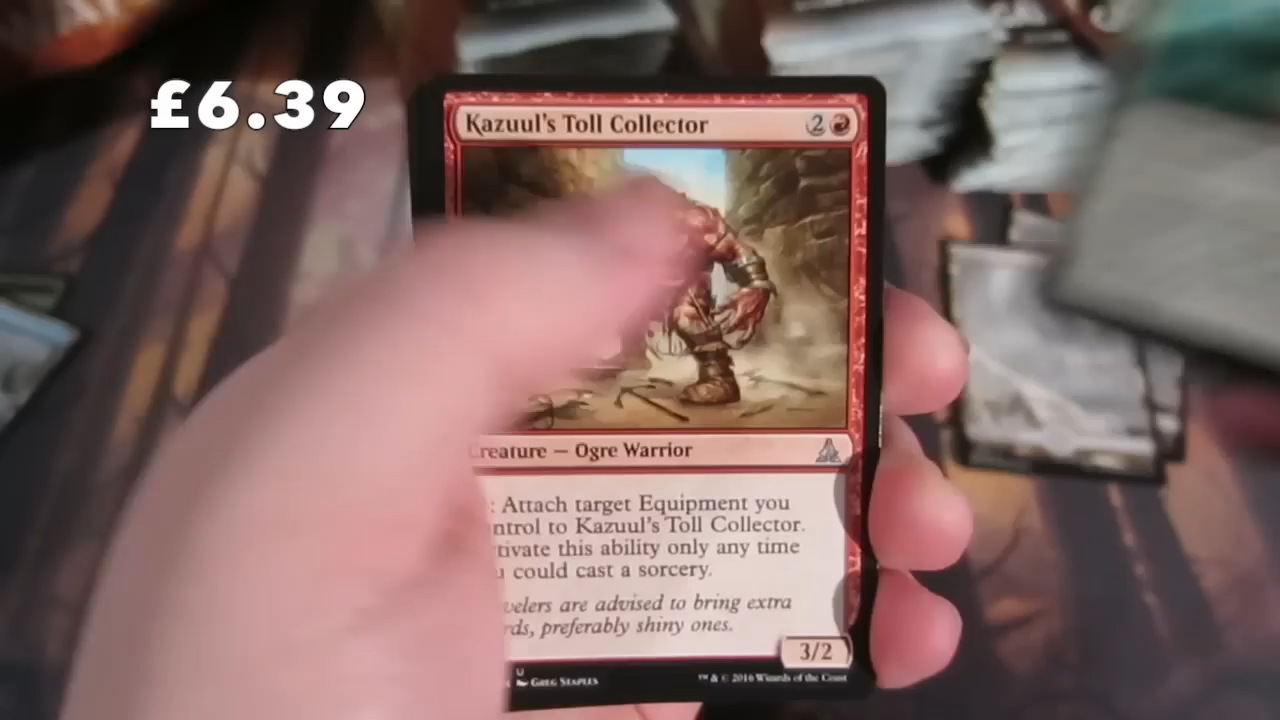 £6.39
Kazuul's Toll Collector 2
Creature — Ogre Warrior
: Attach target Equipment you
ntrol to Kazuul's Toll Collector.
tivate this ability only any time
u could cast a sorcery.
velers are advised to bring extra
rds, preferably shiny ones.
3/2
U
Greg Staples
™ & © 2016 Wizards of the Coast